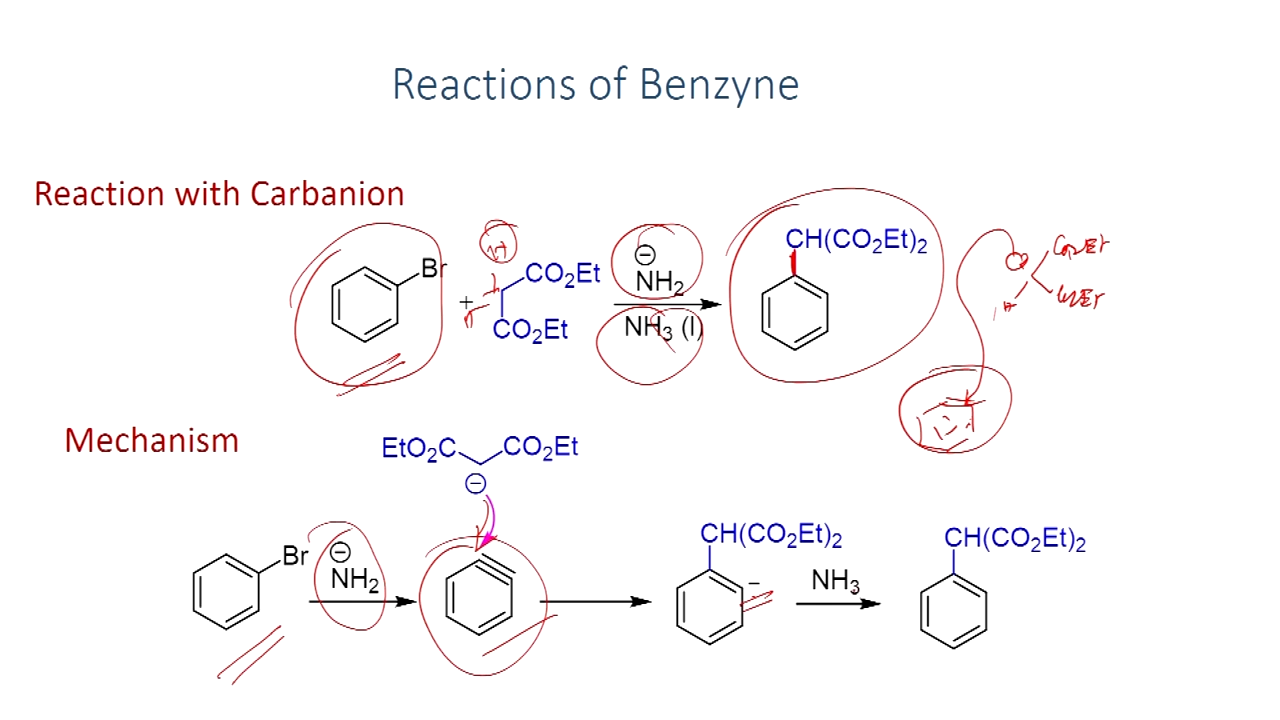 Reactions of Benzyne
Reaction with Carbanion
Br
+
H
CO₂Et
CO₂Et
⊖
NH₂
NH₃ (l)
CH(CO₂Et)₂
CO₂Et
Mechanism
EtO₂C
CO₂Et
⊖
Br
⊖
NH₂
CH(CO₂Et)₂
−
NH₃
CH(CO₂Et)₂